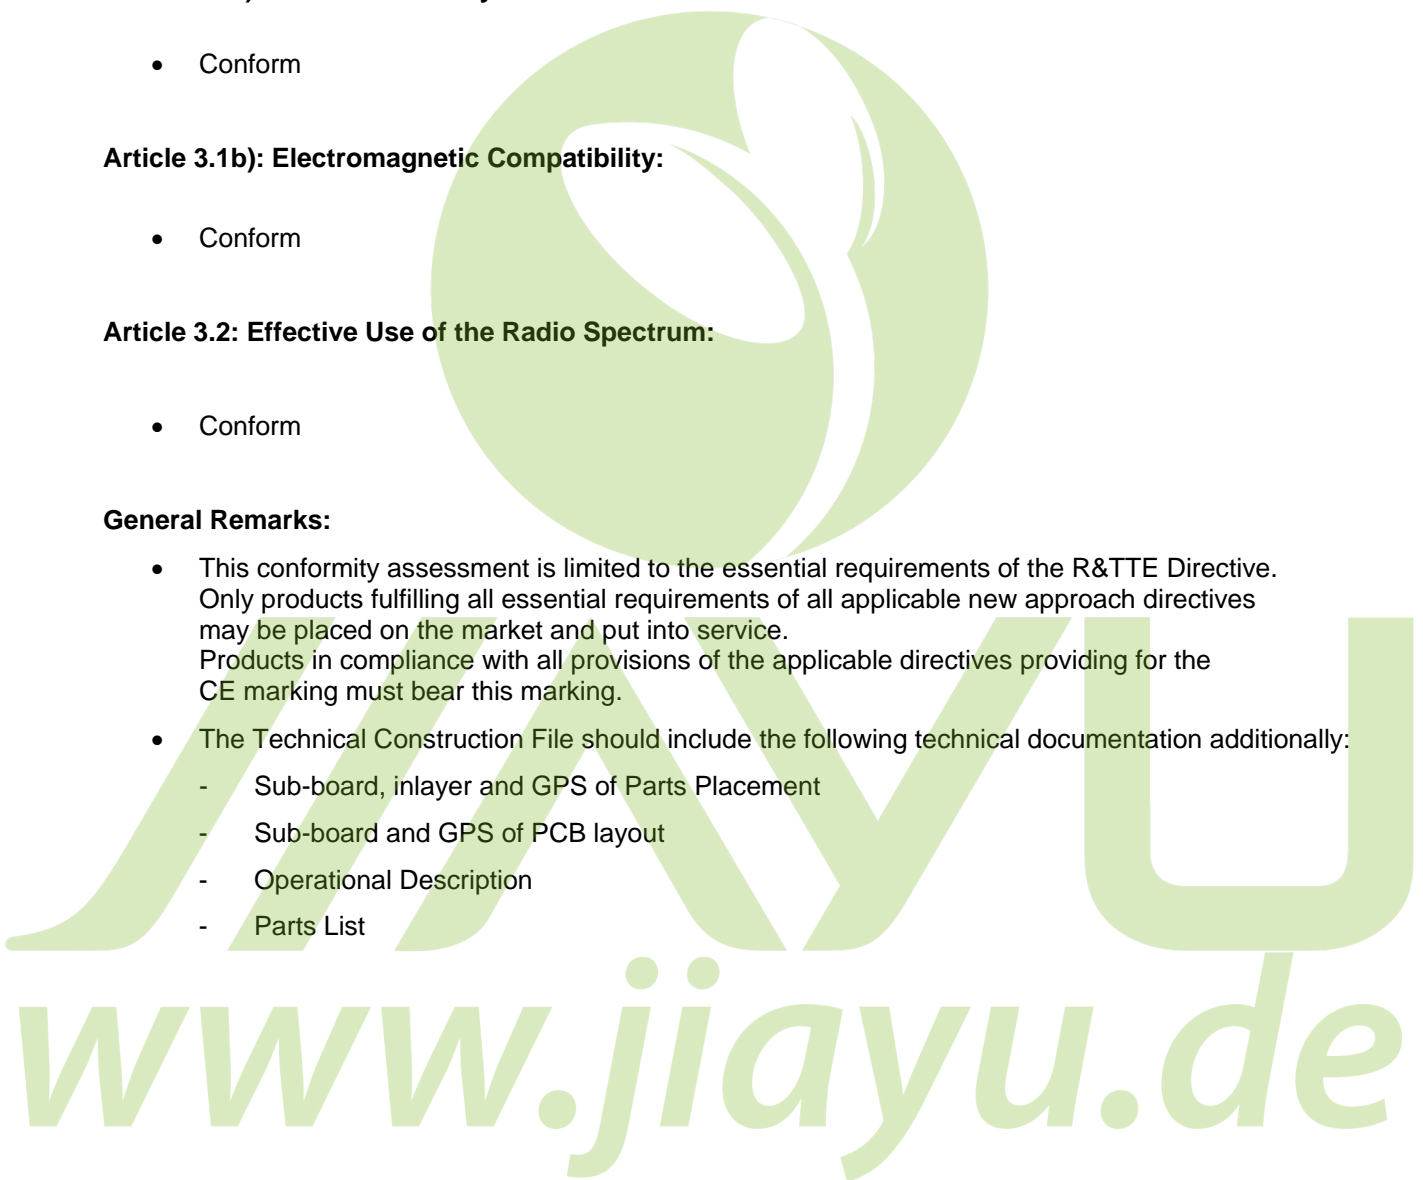 • Conform
Article 3.1b): Electromagnetic Compatibility:
• Conform
Article 3.2: Effective Use of the Radio Spectrum:
• Conform
General Remarks:
• This conformity assessment is limited to the essential requirements of the R&TTE Directive.
Only products fulfilling all essential requirements of all applicable new approach directives
may be placed on the market and put into service.
Products in compliance with all provisions of the applicable directives providing for the
CE marking must bear this marking.
• The Technical Construction File should include the following technical documentation additionally:
- Sub-board, inlayer and GPS of Parts Placement
- Sub-board and GPS of PCB layout
- Operational Description
- Parts List
JIAYU
www.jiayu.de